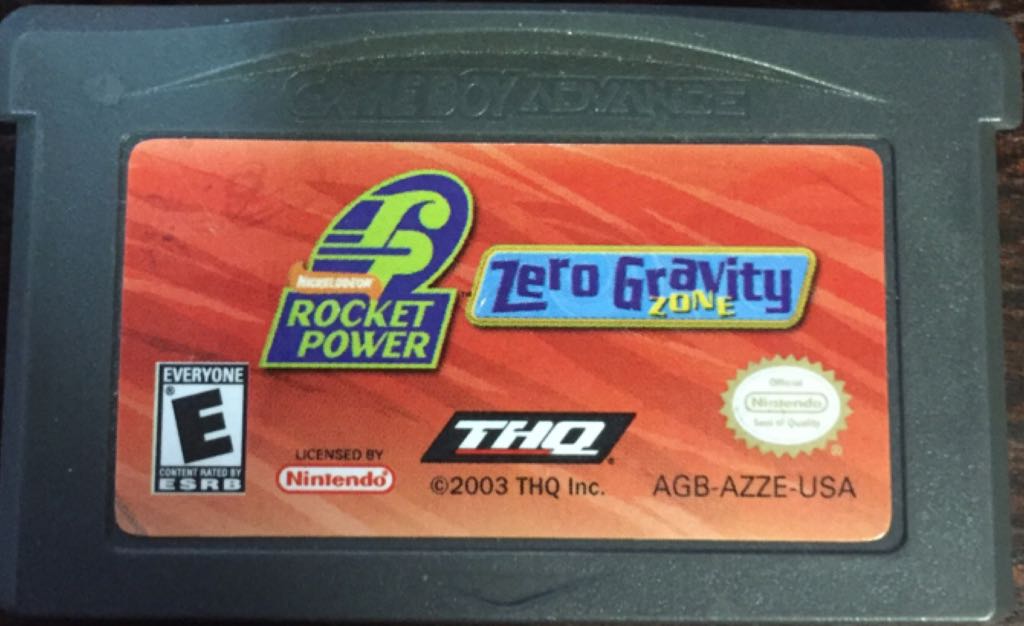 GAME BOY ADVANCE
NICKELODEON
ROCKET
POWER
™
Zero Gravity
ZONE
EVERYONE
E
®
CONTENT RATED BY
ESRB
LICENSED BY
Nintendo®
THQ®
©2003 THQ Inc.
Official
Nintendo
Seal of Quality
®
AGB-AZZE-USA